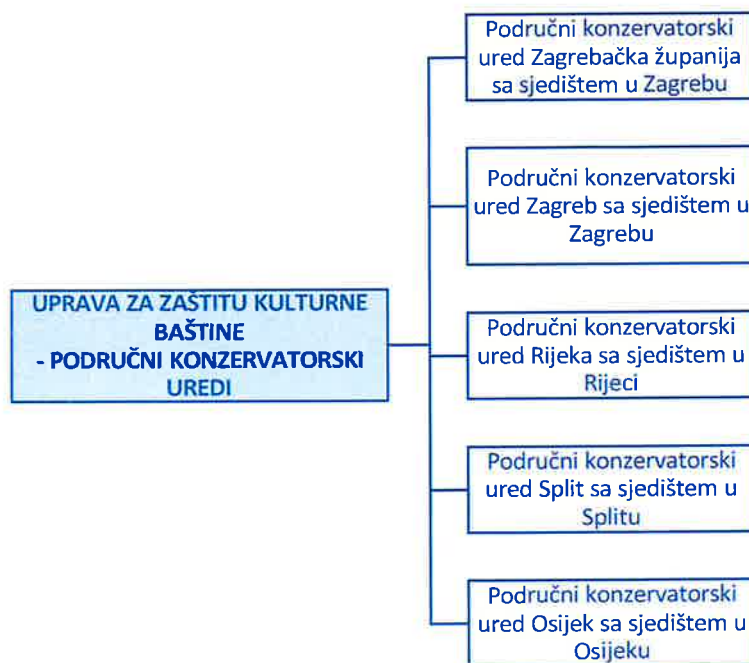 Područni konzervatorski
ured Zagrebačka županija
sa sjedištem u Zagrebu
Područni konzervatorski
ured Zagreb sa sjedištem u
Zagrebu
UPRAVA ZA ZAŠTITU KULTURNE
BAŠTINE
- PODRUČNI KONZERVATORSKI
UREDI
Područni konzervatorski
ured Rijeka sa sjedištem u
Rijeci
Područni konzervatorski
ured Split sa sjedištem u
Splitu
Područni konzervatorski
ured Osijek sa sjedištem u
Osijeku